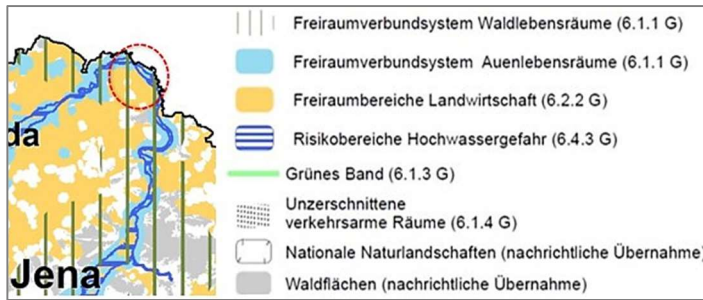 Freiraumverbundsystem Waldlebensräume (6.1.1 G)
Freiraumverbundsystem Auenlebensräume (6.1.1 G)
Freiraumbereiche Landwirtschaft (6.2.2 G)
Risikobereiche Hochwassergefahr (6.4.3 G)
Grünes Band (6.1.3 G)
Unzerschnittene
verkehrsarme Räume (6.1.4 G)
Nationale Naturlandschaften (nachrichtliche Übernahme)
Waldflächen (nachrichtliche Übernahme)
da
Jena